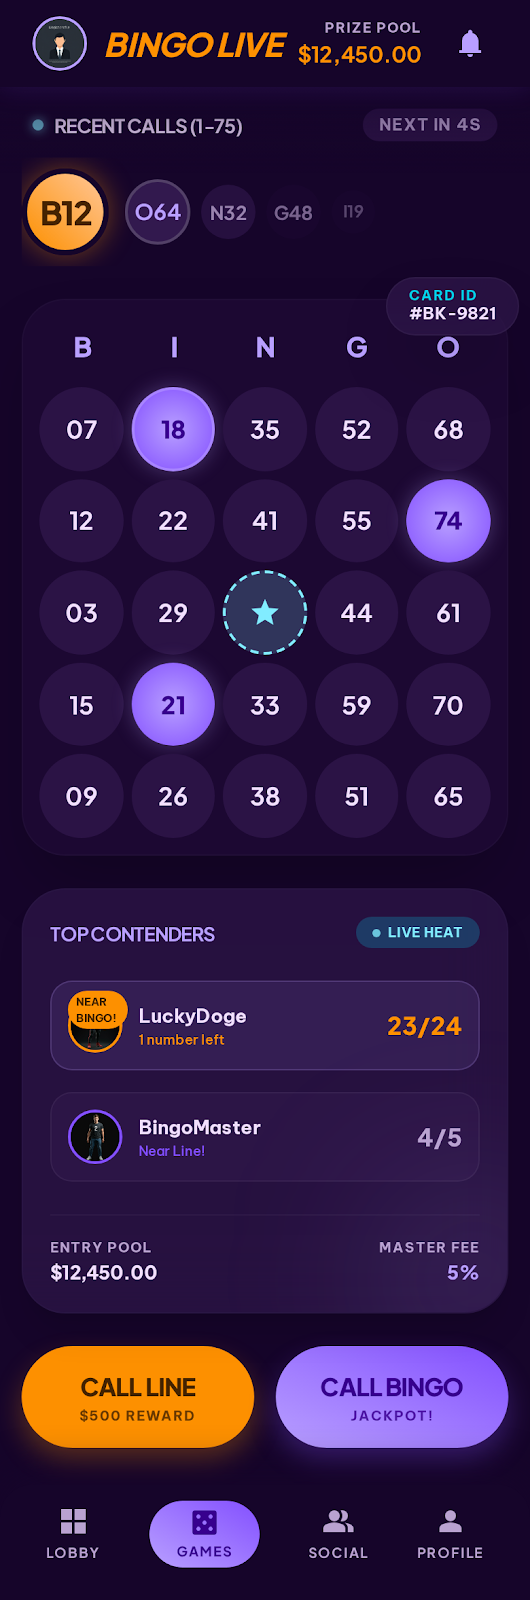 BINGO LIVE
PRIZE POOL
$12,450.00
RECENT CALLS (1-75)
NEXT IN 4S
B12
O64
N32
G48
I19
CARD ID
#BK-9821
B I N G O
07 18 35 52 68
12 22 41 55 74
03 29 44 61
15 21 33 59 70
09 26 38 51 65
TOP CONTENDERS
LIVE HEAT
NEAR
BINGO!
LuckyDoge
1 number left
23/24
BingoMaster
Near Line!
4/5
ENTRY POOL
$12,450.00
MASTER FEE
5%
CALL LINE
$500 REWARD
CALL BINGO
JACKPOT!
LOBBY
GAMES
SOCIAL
PROFILE